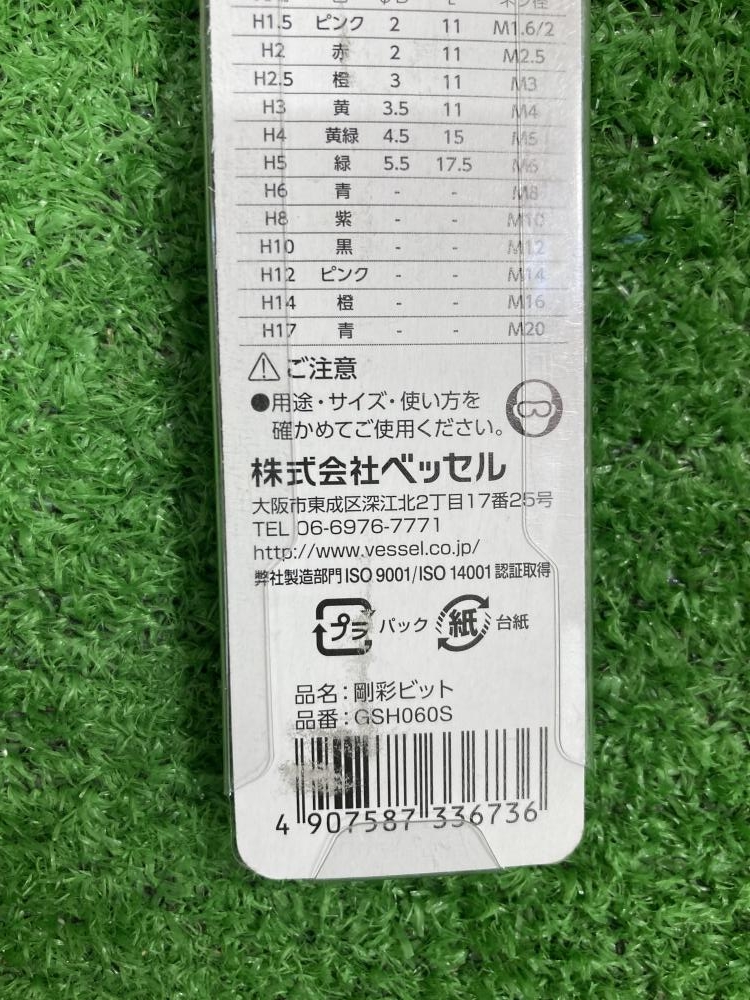 H1.5 ピンク 2 11 M1.6/2
H2 赤 2 11 M2.5
H2.5 橙 3 11 M3
H3 黄 3.5 11 M4
H4 黄緑 4.5 15 M5
H5 緑 5.5 17.5 M6
H6 青 - - M8
H8 紫 - - M10
H10 黒 - - M12
H12 ピンク - - M14
H14 橙 - - M16
H17 青 - - M20
ご注意
●用途・サイズ・使い方を
確かめてご使用ください。
株式会社ベッセル
大阪市東成区深江北2丁目17番25号
TEL 06-6976-7771
http://www.vessel.co.jp/
弊社製造部門 ISO 9001/ISO 14001 認証取得
プラ パック 紙 台紙
品名：剛彩ビット
品番：GSH060S
4 907587 336736